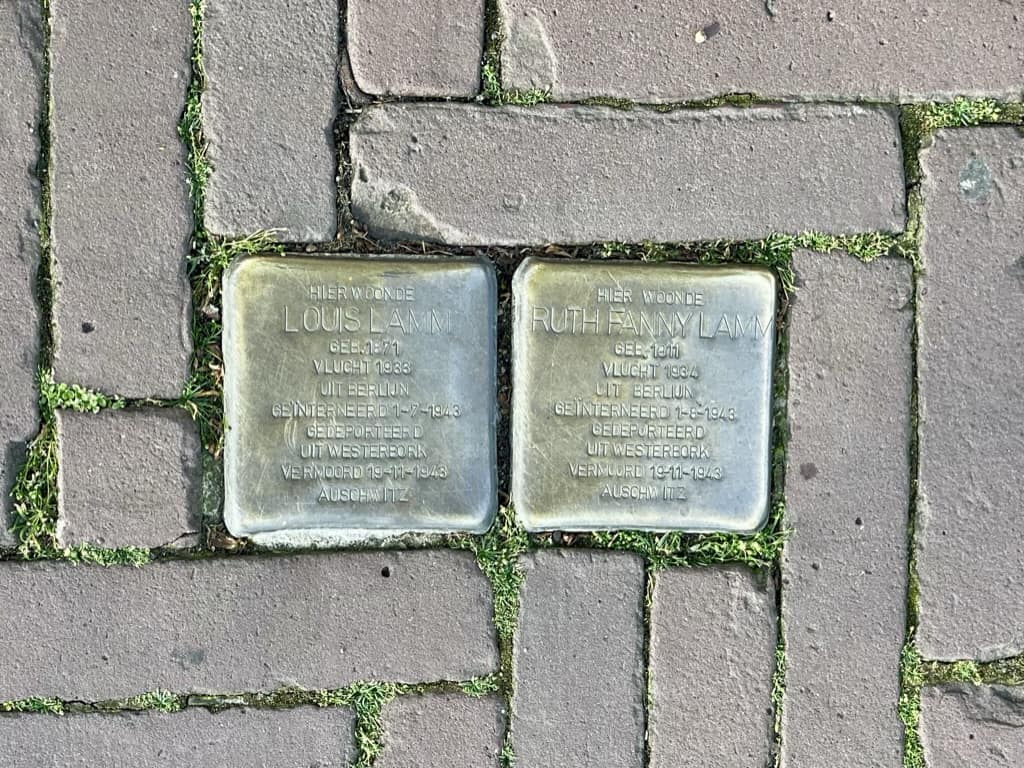 HIER WOONDE
LOUIS LAMM
GEB. 1871
VLUCHT 1933
UIT BERLIJN
GEÏNTERNEERD 1-7-1943
GEDEPORTEERD
UIT WESTERBORK
VERMOORD 19-11-1943
AUSCHWITZ
HIER WOONDE
RUTH FANNY LAMM
GEB. 1911
VLUCHT 1934
UIT BERLIJN
GEÏNTERNEERD 1-8-1943
GEDEPORTEERD
UIT WESTERBORK
VERMOORD 19-11-1943
AUSCHWITZ